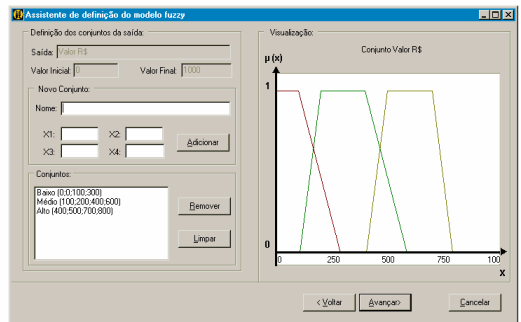 Assistente de definição do modelo fuzzy
Definição dos conjuntos da saída:
Saída: Valor R$
Valor Inicial: 0 Valor Final: 1000
Novo Conjunto:
Nome:
X1: X2:
X3: X4:
Adicionar
Conjuntos:
Baixo (0;0;100;300)
Médio (100;200;400;600)
Alto (400;500;700;800)
Remover
Limpar
Visualização:
Conjunto Valor R$
μ (x)
1
0
0 250 500 750 100
x
< Voltar
Avançar>
Cancelar